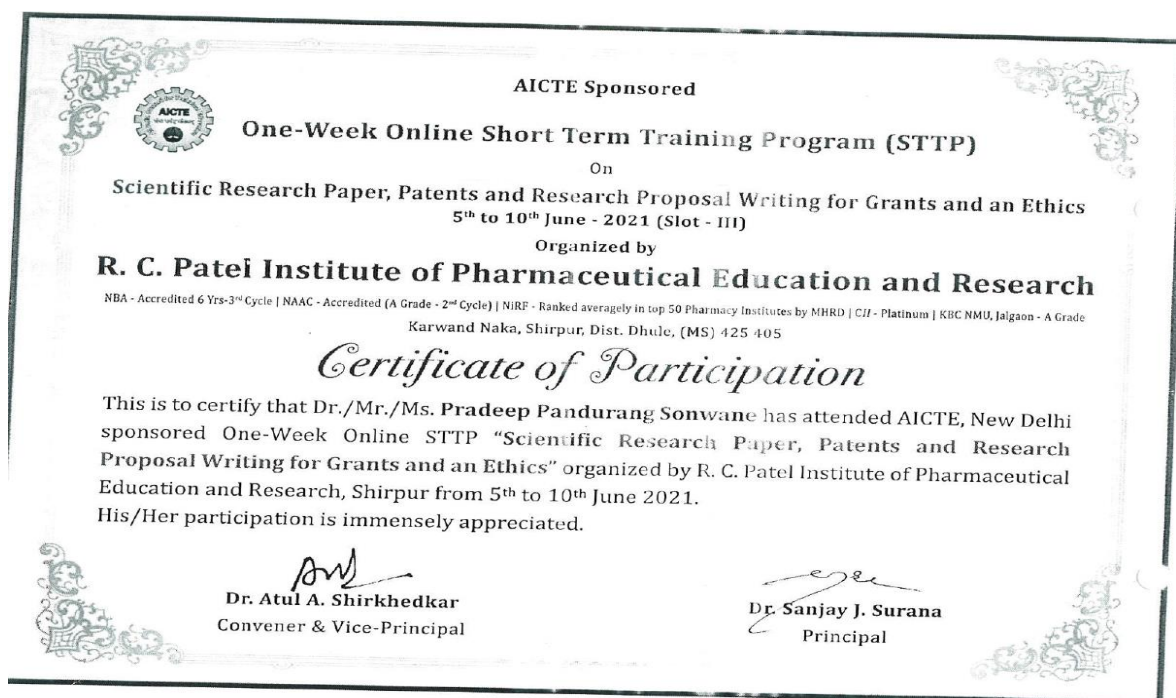 AICTE Sponsored
AICTE
One-Week Online Short Term Training Program (STTP)
On
Scientific Research Paper, Patents and Research Proposal Writing for Grants and an Ethics
5th to 10th June - 2021 (Slot - III)
Organized by
R. C. Patel Institute of Pharmaceutical Education and Research
NBA - Accredited 6 Yrs-3rd Cycle | NAAC - Accredited (A Grade - 2nd Cycle) | NiRF - Ranked averagely in top 50 Pharmacy Institutes by MHRD | CII - Platinum | KBC NMU, Jalgaon - A Grade
Karwand Naka, Shirpur, Dist. Dhule, (MS) 425 405
Certificate of Participation
This is to certify that Dr./Mr./Ms. Pradeep Pandurang Sonwane has attended AICTE, New Delhi
sponsored One-Week Online STTP “Scientific Research Paper, Patents and Research
Proposal Writing for Grants and an Ethics” organized by R. C. Patel Institute of Pharmaceutical
Education and Research, Shirpur from 5th to 10th June 2021.
His/Her participation is immensely appreciated.
Dr. Atul A. Shirkhedkar
Convener & Vice-Principal
Dr. Sanjay J. Surana
Principal